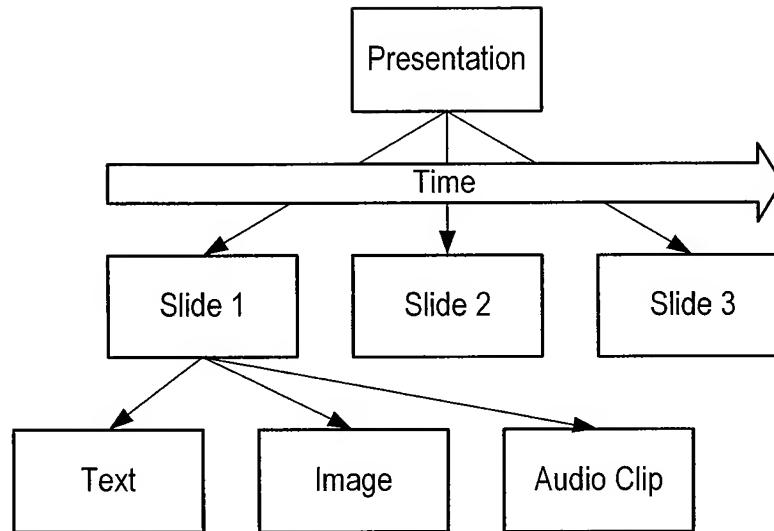 Presentation
Time
Slide 1
Slide 2
Slide 3
Text
Image
Audio Clip